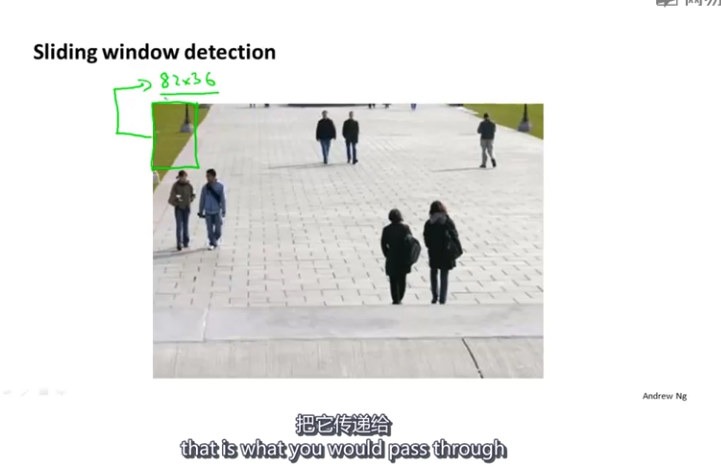 Sliding window detection
82x36
Andrew Ng
把它传递给
that is what you would pass through